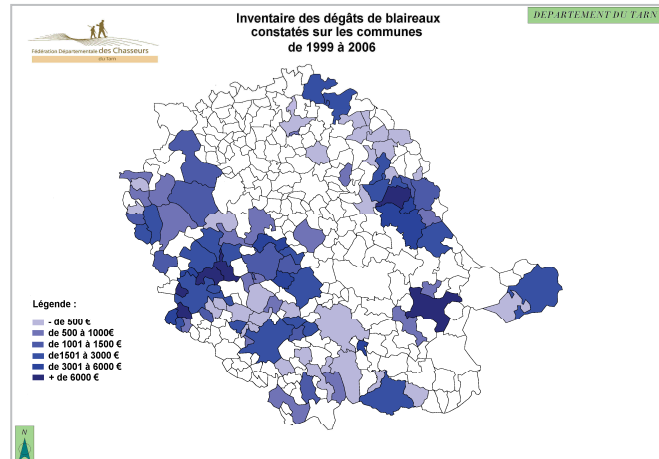 Inventaire des dégâts de blaireaux
constatés sur les communes
de 1999 à 2006
DEPARTEMENT DU TARN
Fédération Départementale des Chasseurs
du Tarn
Légende :
- de 500 €
de 500 à 1000€
de 1001 à 1500 €
de1501 à 3000 €
de 3001 à 6000 €
+ de 6000 €
N